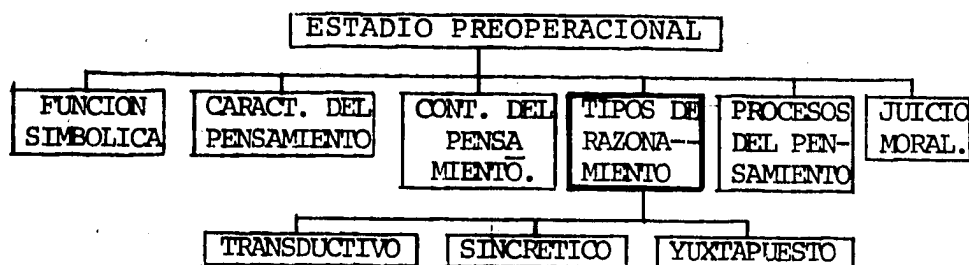 ESTADIO PREOPERACIONAL
FUNCION
SIMBOLICA
CARACT. DEL
PENSAMIENTO
CONT. DEL
PENSA
MIENTO.
TIPOS DE
RAZONA--
MIENTO
PROCESOS
DEL PEN-
SAMIENTO
JUICIO
MORAL.
TRANSDUCTIVO
SINCRETICO
YUXTAPUESTO